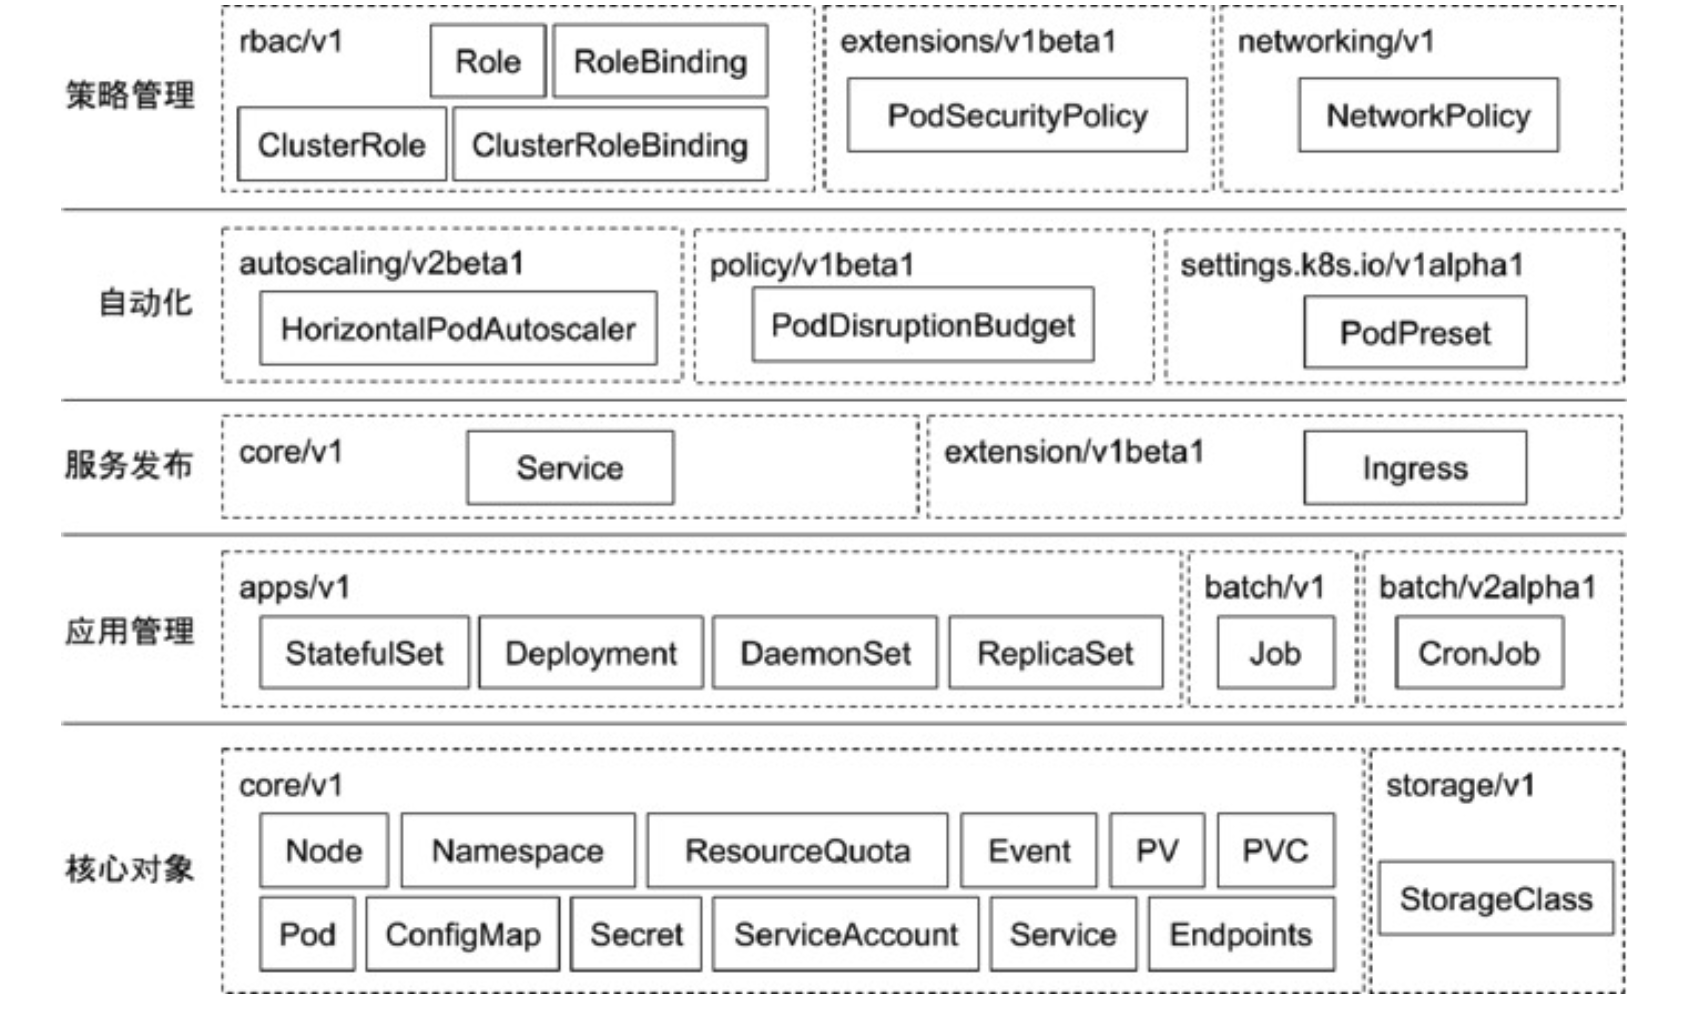 策略管理
rbac/v1
Role
RoleBinding
ClusterRole
ClusterRoleBinding
extensions/v1beta1
PodSecurityPolicy
networking/v1
NetworkPolicy
自动化
autoscaling/v2beta1
HorizontalPodAutoscaler
policy/v1beta1
PodDisruptionBudget
settings.k8s.io/v1alpha1
PodPreset
服务发布
core/v1
Service
extension/v1beta1
Ingress
应用管理
apps/v1
StatefulSet
Deployment
DaemonSet
ReplicaSet
batch/v1
Job
batch/v2alpha1
CronJob
核心对象
core/v1
Node
Namespace
ResourceQuota
Event
PV
PVC
Pod
ConfigMap
Secret
ServiceAccount
Service
Endpoints
storage/v1
StorageClass